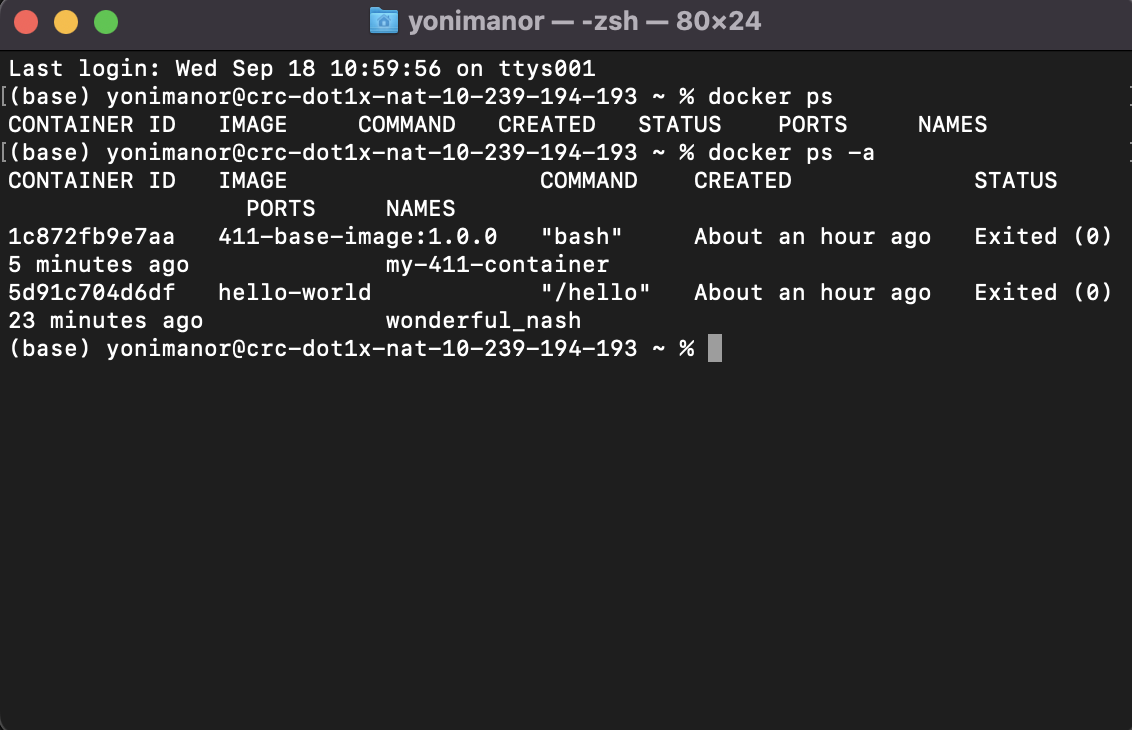 yonimanor — -zsh — 80×24
Last login: Wed Sep 18 10:59:56 on ttys001
[(base) yonimanor@crc-dot1x-nat-10-239-194-193 ~ % docker ps ]
CONTAINER ID   IMAGE     COMMAND   CREATED   STATUS    PORTS     NAMES
[(base) yonimanor@crc-dot1x-nat-10-239-194-193 ~ % docker ps -a ]
CONTAINER ID   IMAGE                  COMMAND    CREATED             STATUS
                 PORTS     NAMES
1c872fb9e7aa   411-base-image:1.0.0   "bash"     About an hour ago   Exited (0)
5 minutes ago              my-411-container
5d91c704d6df   hello-world            "/hello"   About an hour ago   Exited (0)
23 minutes ago             wonderful_nash
(base) yonimanor@crc-dot1x-nat-10-239-194-193 ~ %